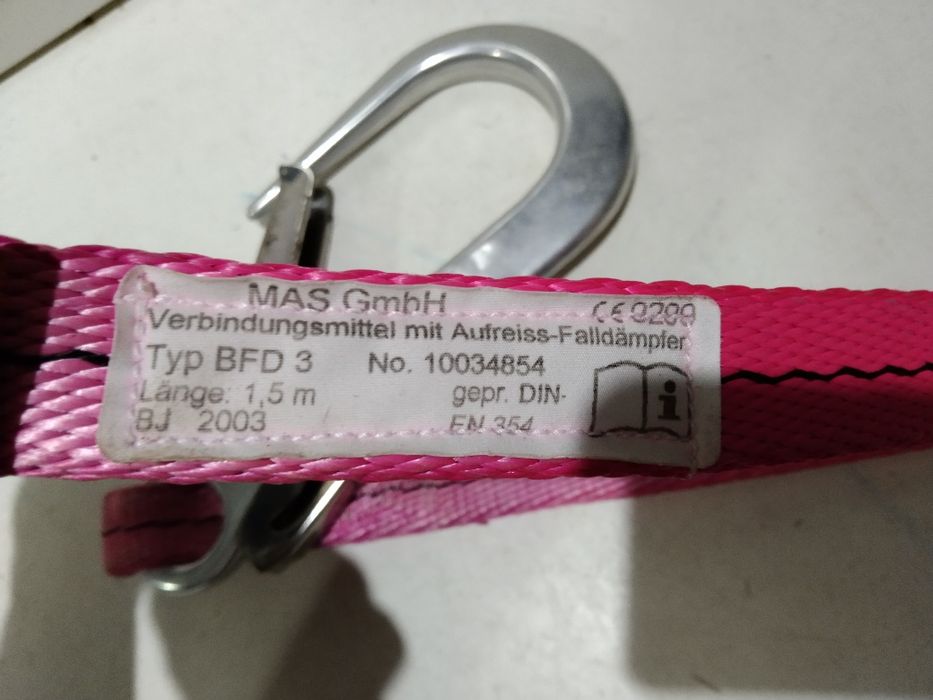 MAS GmbH
CE 0299
Verbindungsmittel mit Aufreiss-Falldämpfer
Typ BFD 3 No. 10034854
Länge: 1,5 m gepr. DIN-
BJ 2003 EN 354
i